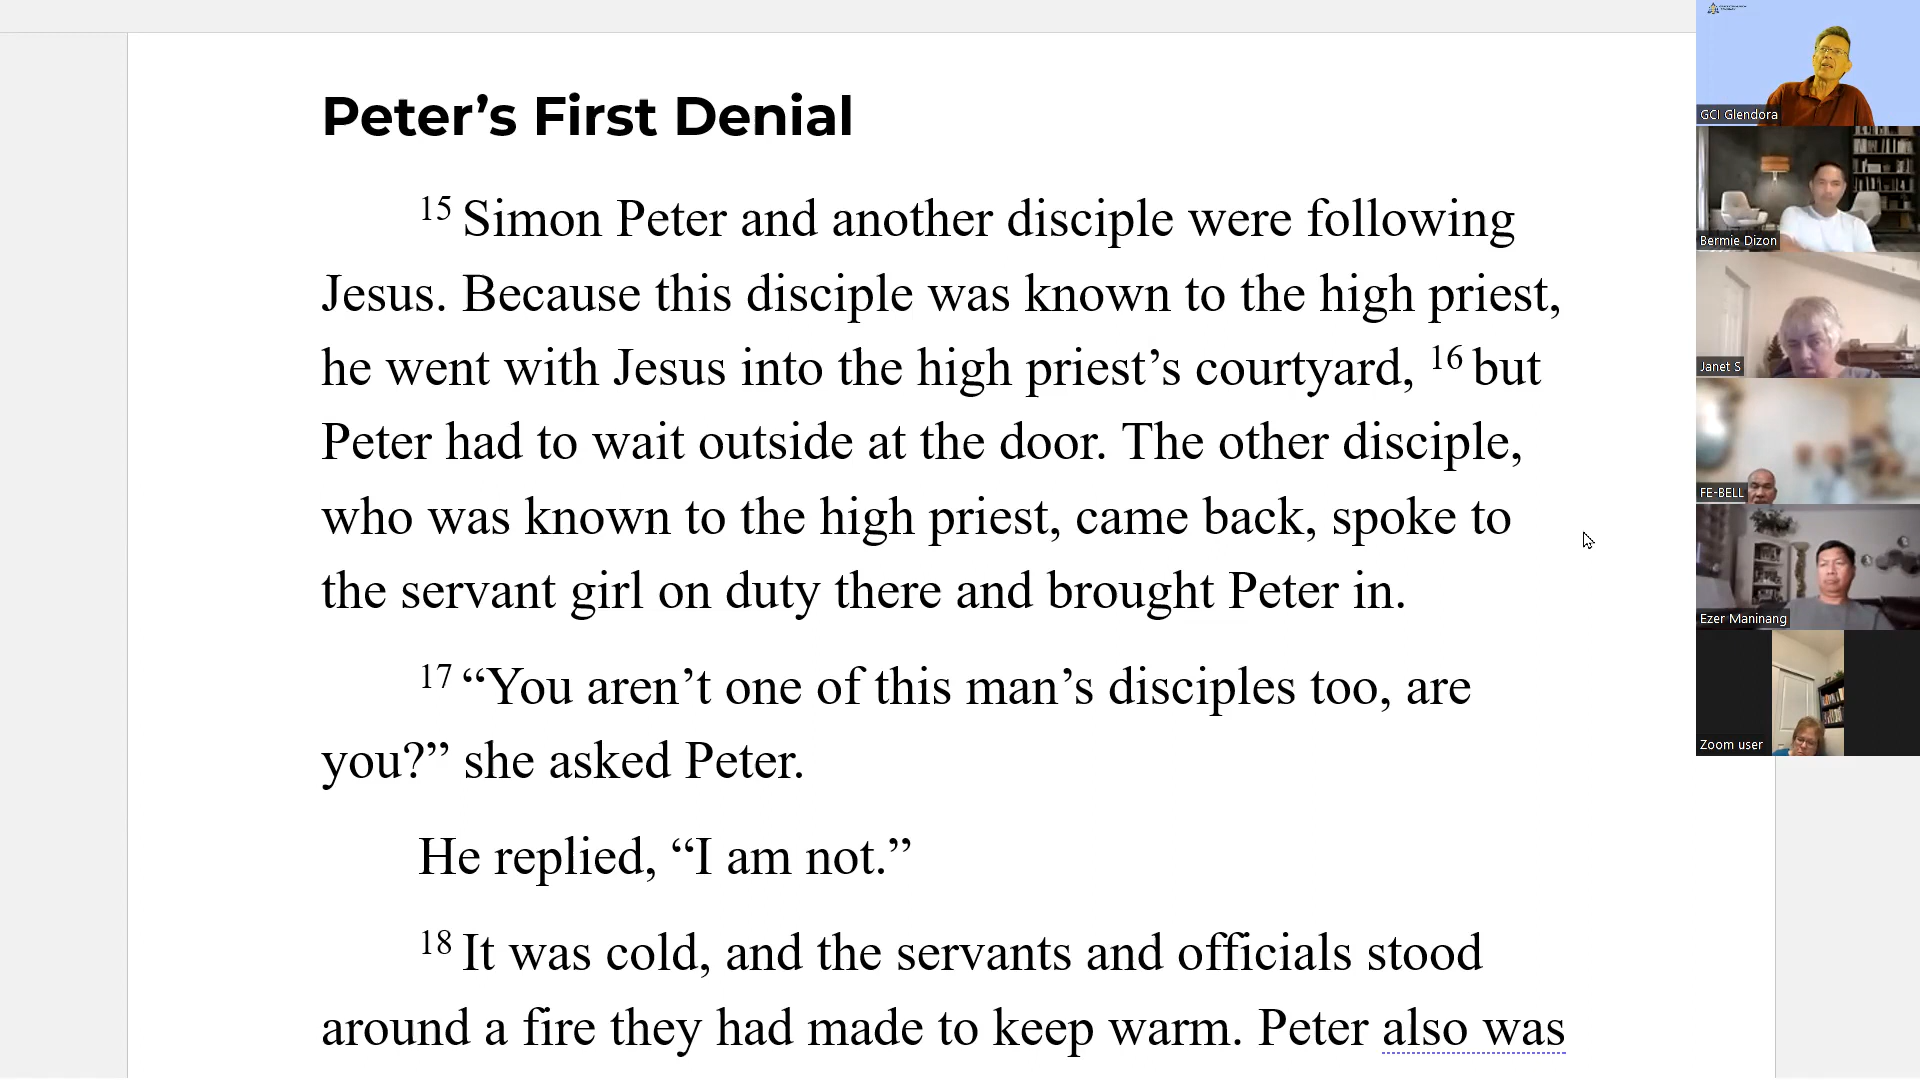 Peter’s First Denial
15 Simon Peter and another disciple were following
Jesus. Because this disciple was known to the high priest,
he went with Jesus into the high priest’s courtyard, 16 but
Peter had to wait outside at the door. The other disciple,
who was known to the high priest, came back, spoke to
the servant girl on duty there and brought Peter in.
17 “You aren’t one of this man’s disciples too, are
you?” she asked Peter.
He replied, “I am not.”
18 It was cold, and the servants and officials stood
around a fire they had made to keep warm. Peter also was
GCI Glendora
Bermie Dizon
Janet S
FE-BELL
Ezer Maninang
Zoom user